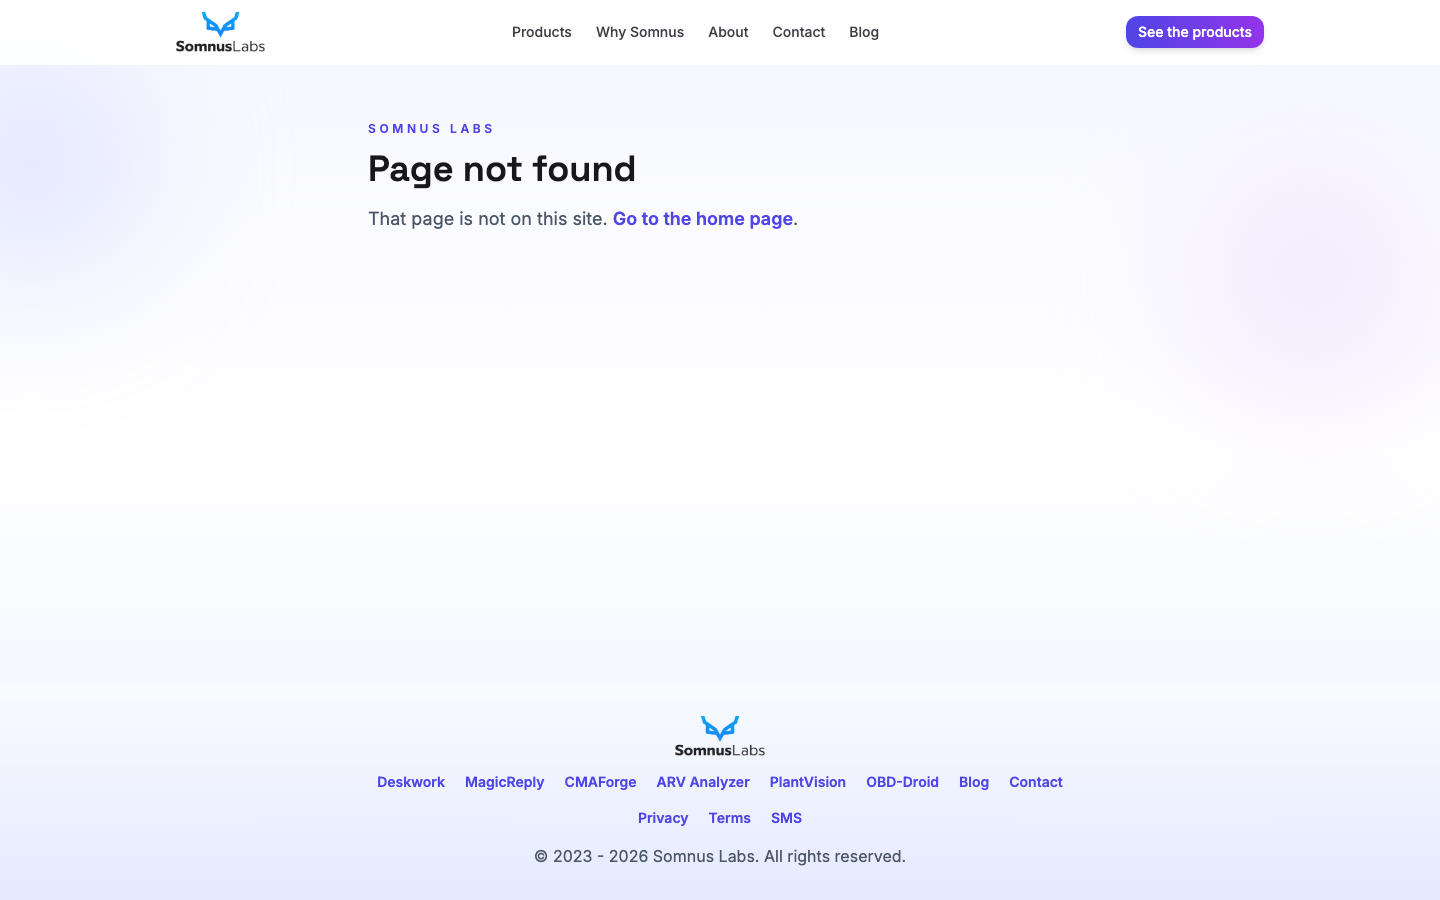 SomnusLabs
Products Why Somnus About Contact Blog
See the products
SOMNUS LABS
Page not found
That page is not on this site. Go to the home page.
SomnusLabs
Deskwork MagicReply CMAForge ARV Analyzer PlantVision OBD-Droid Blog Contact
Privacy Terms SMS
© 2023 - 2026 Somnus Labs. All rights reserved.